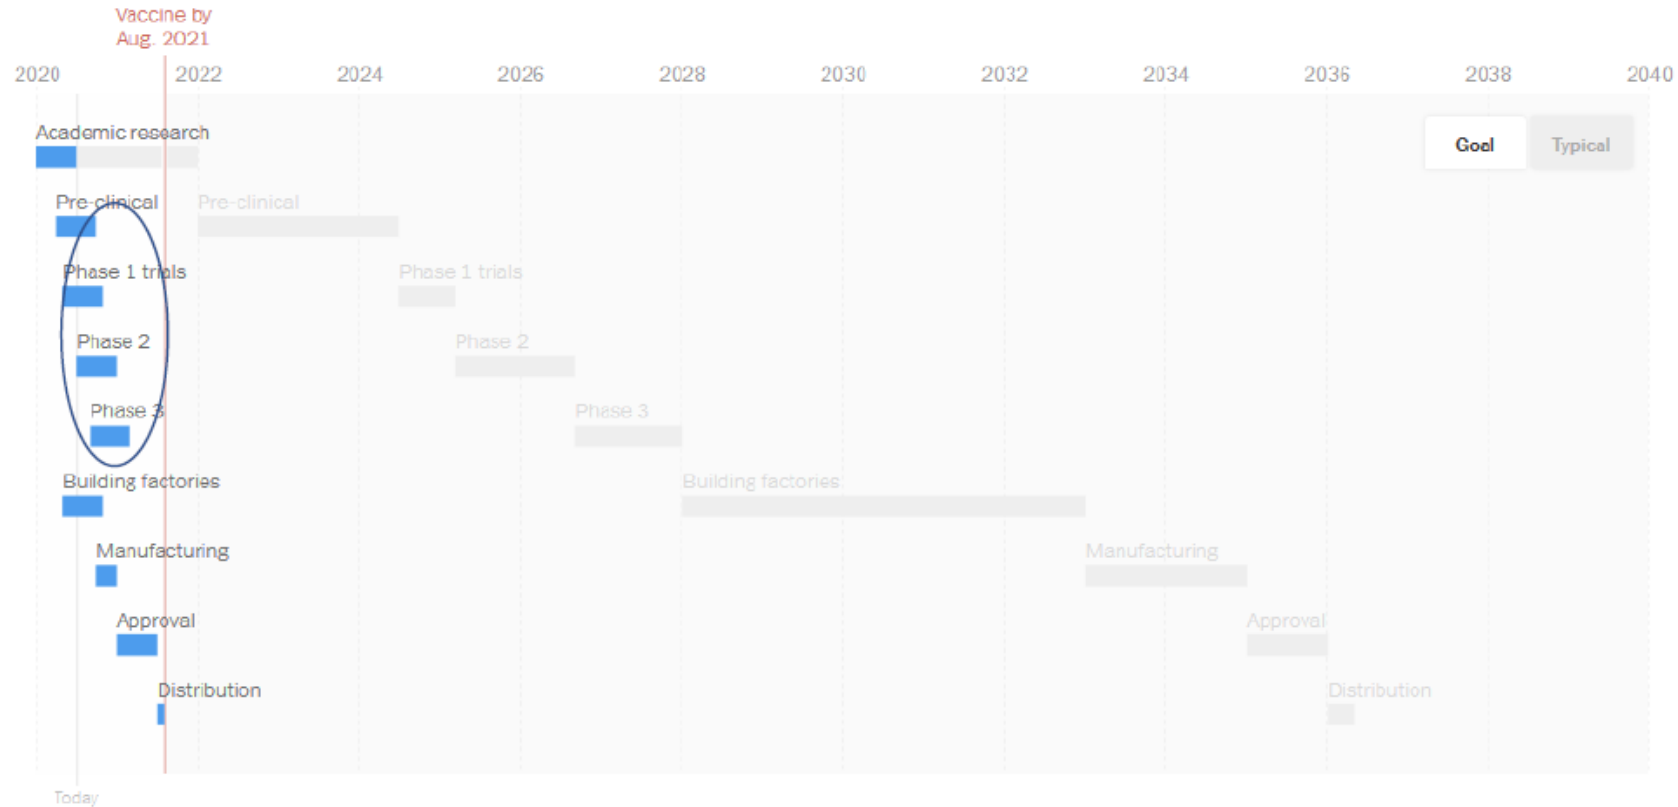 Vaccine by
Aug. 2021
2020 2022 2024 2026 2028 2030 2032 2034 2036 2038 2040
Academic research
Goal Typical
Pre-clinical Pre-clinical
Phase 1 trials Phase 1 trials
Phase 2 Phase 2
Phase 3 Phase 3
Building factories Building factories
Manufacturing Manufacturing
Approval Approval
Distribution Distribution
Today